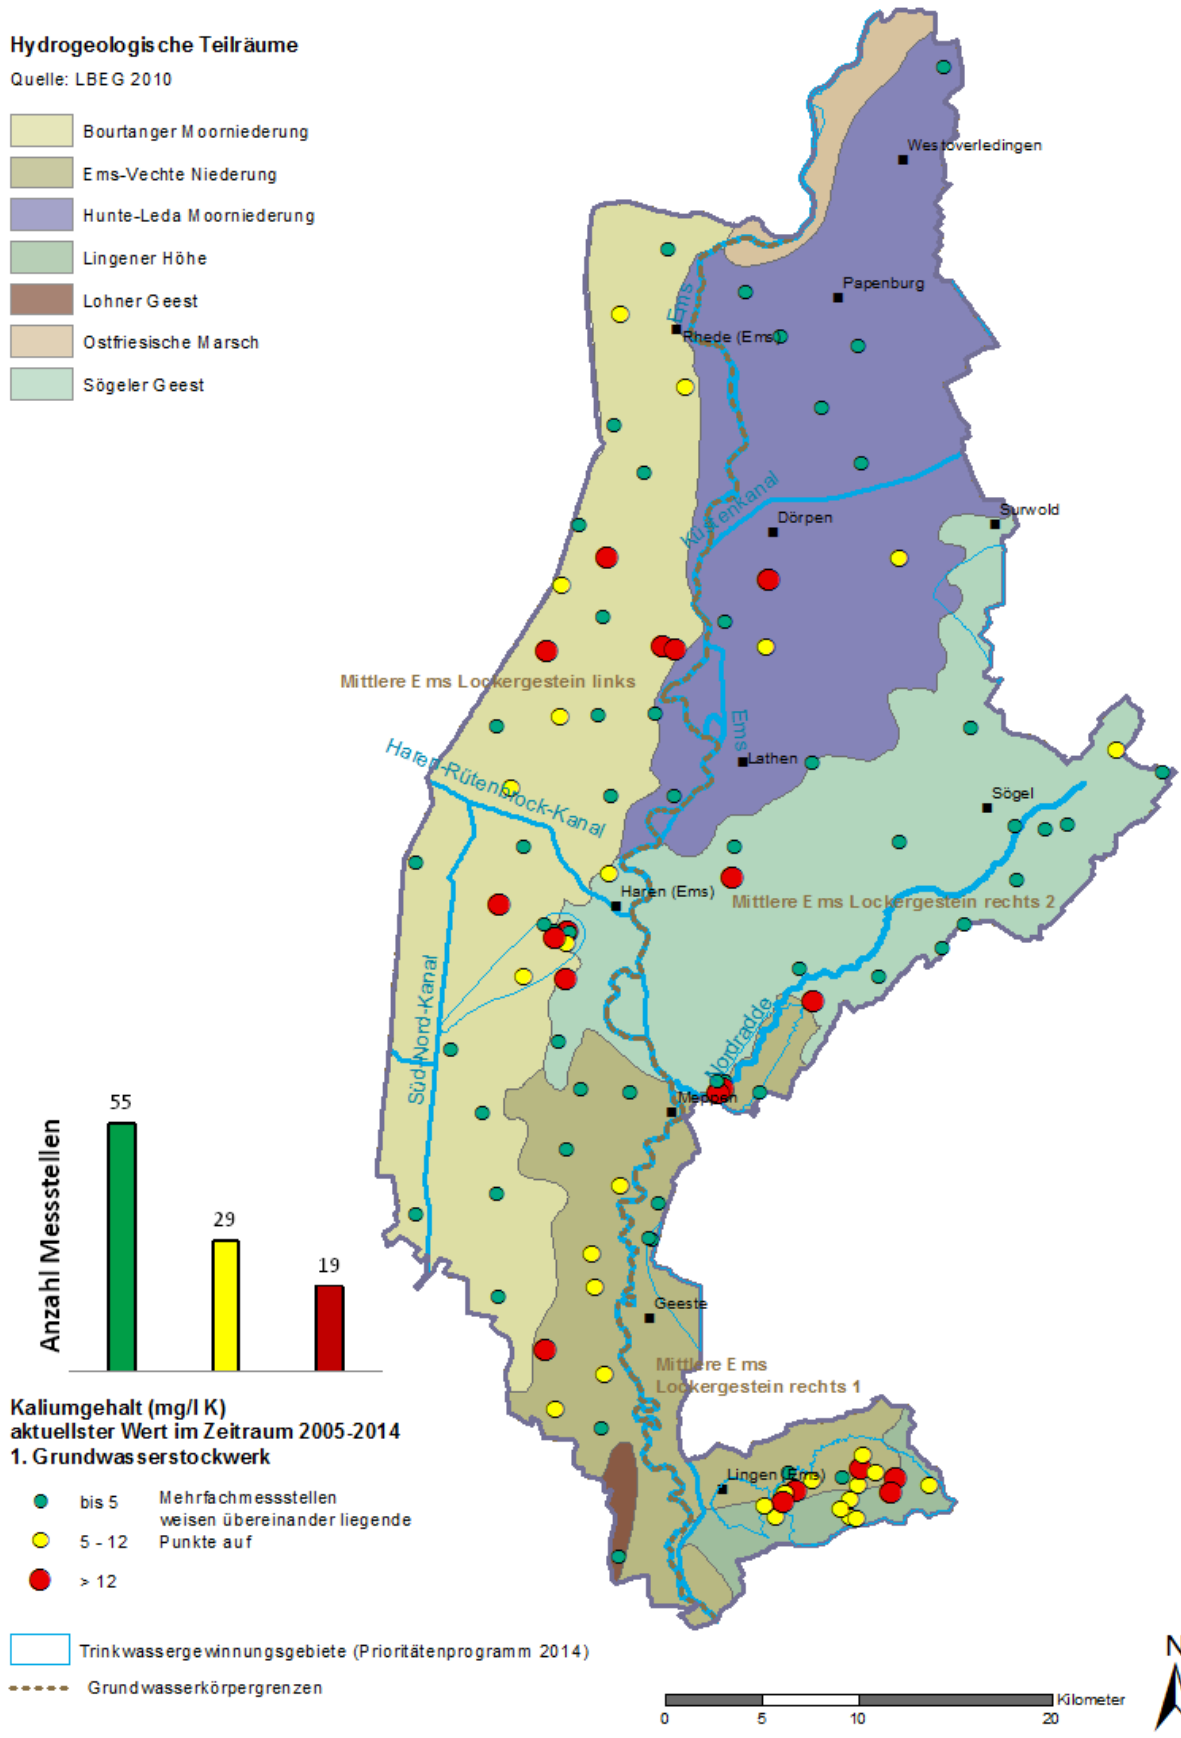 Hydrogeologische Teilräume
Quelle: LBEG 2010
Bourtanger Moorniederung
Ems-Vechte Niederung
Hunte-Leda Moorniederung
Lingener Höhe
Lohner Geest
Ostfriesische Marsch
Sögeler Geest
Westoverledingen
Papenburg
Ems
Rhede (Ems)
Küstenkanal
Dörpen
Surwold
Mittlere Ems Lockergestein links
Ems
Lathen
Haren-Rütenbrock-Kanal
Sögel
Haren (Ems)
Mittlere Ems Lockergestein rechts 2
Süd-Nord-Kanal
Nordradde
Meppen
Geeste
Mittlere Ems
Lockergestein rechts 1
Lingen (Ems)
Anzahl Messstellen
55
29
19
Kaliumgehalt (mg/l K)
aktuellster Wert im Zeitraum 2005-2014
1. Grundwasserstockwerk
bis 5
5 - 12
> 12
Mehrfachmessstellen
weisen übereinander liegende
Punkte auf
Trinkwassergewinnungsgebiete (Prioritätenprogramm 2014)
Grundwasserkörpergrenzen
Kilometer
0 5 10 20
N